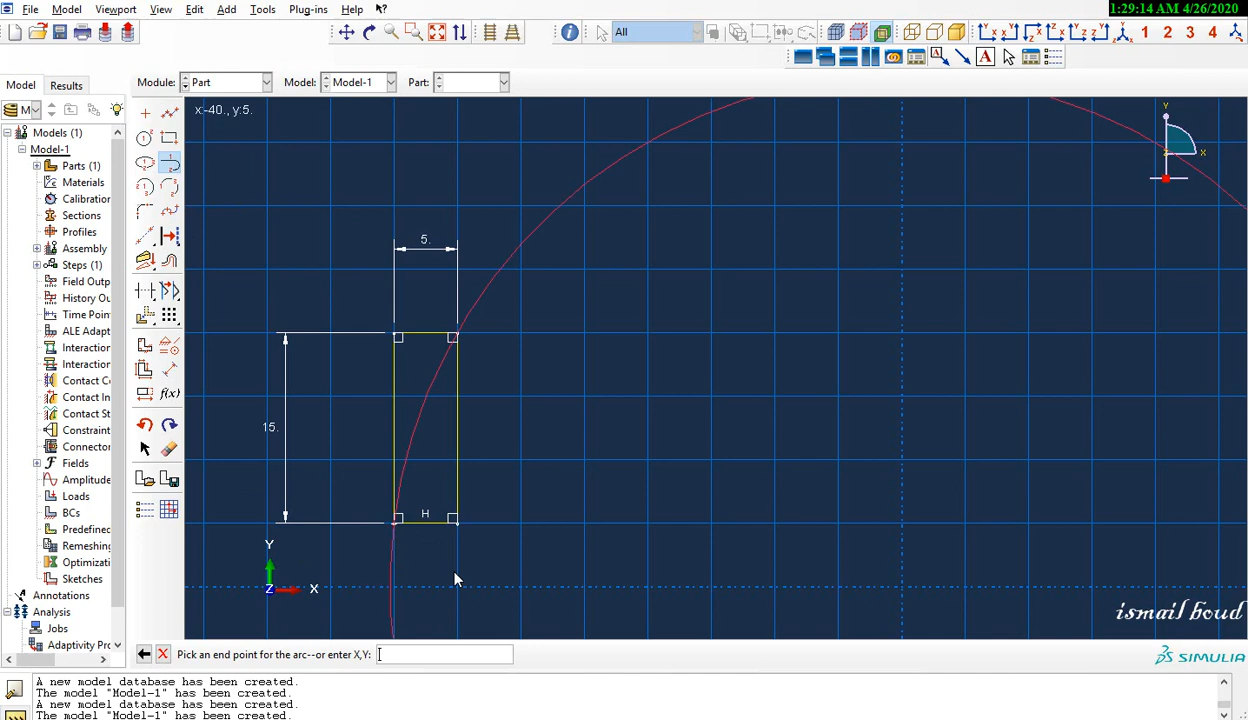 File Model Viewport View Edit Add Tools Plug-ins Help
1:29:14 AM 4/26/2020
All
1 2 3 4
A
Model Results
Module: Part Model: Model-1 Part:
M
x:-40., y:5.
Models (1)
Model-1
Parts (1)
Materials
Calibration
Sections
Profiles
Assembly
Steps (1)
Field Outp
History Ou
Time Point
ALE Adapt
Interaction
Interaction
Contact C
Contact In
Contact St
Constraint
Connector
Fields
Amplitude
Loads
BCs
Predefined
Remeshing
Optimizati
Sketches
Annotations
Analysis
Jobs
Adaptivity Pro
f(x)
5.
15.
H
Y
Z X
Y
Z X
ismail boud
SIMULIA
Pick an end point for the arc--or enter X,Y:
A new model database has been created.
The model "Model-1" has been created.
A new model database has been created.
The model "Model-1" has been created.